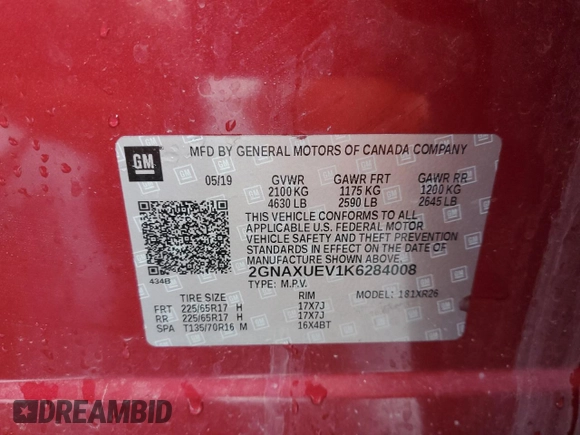 GM
MFD BY GENERAL MOTORS OF CANADA COMPANY
05/19 GVWR GAWR FRT GAWR RR
2100 KG 1175 KG 1200 KG
4630 LB 2590 LB 2645 LB
THIS VEHICLE CONFORMS TO ALL
APPLICABLE U.S. FEDERAL MOTOR
VEHICLE SAFETY AND THEFT PREVENTION
STANDARDS IN EFFECT ON THE DATE OF
MANUFACTURE SHOWN ABOVE.
434B 2GNAXUEV1K6284008
TYPE: M.P.V. MODEL: 1S1XR26
TIRE SIZE RIM
FRT 225/65R17 H 17X7J
RR 225/65R17 H 17X7J
SPA T135/70R16 M 16X4BT
DREAMBID